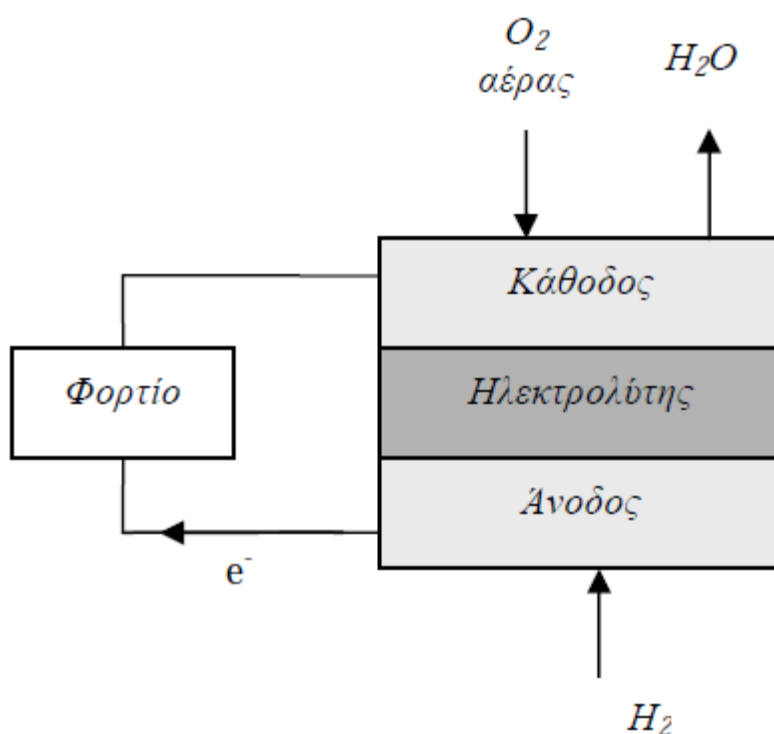 O₂
αέρας
H₂O
Κάθοδος
Φορτίο
Ηλεκτρολύτης
Άνοδος
e⁻
H₂